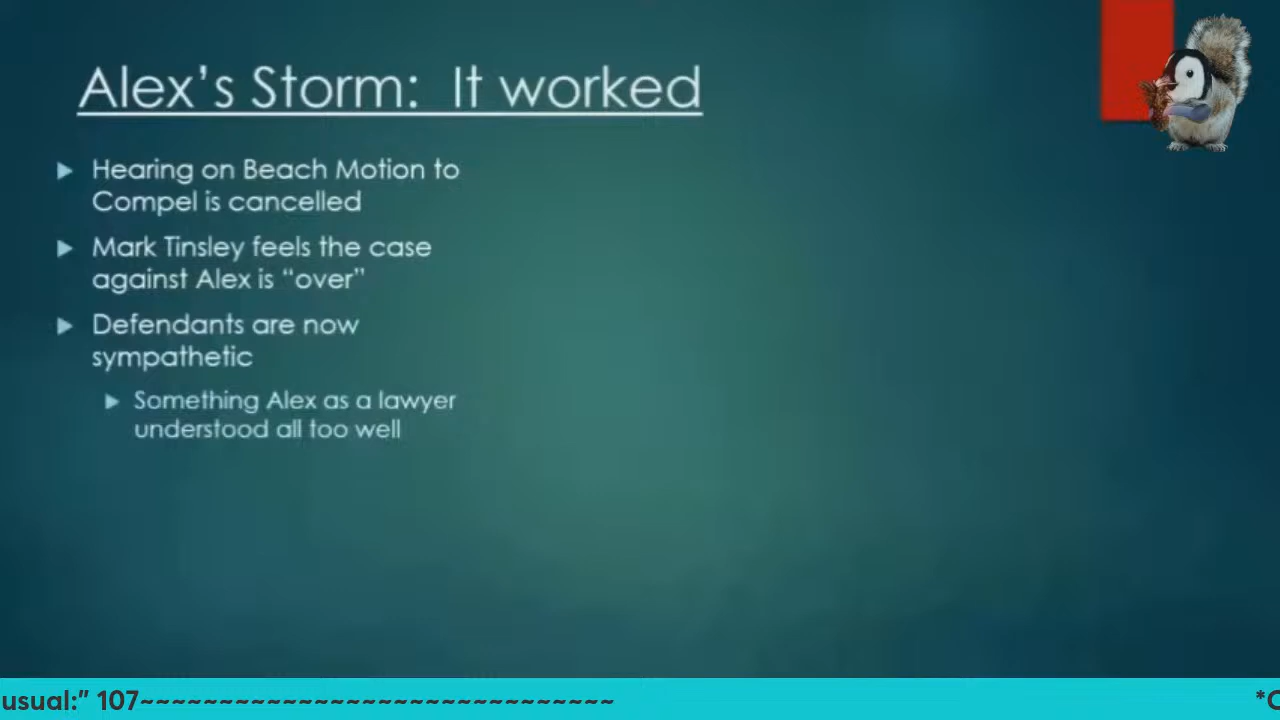 Alex’s Storm: It worked
Hearing on Beach Motion to
Compel is cancelled
Mark Tinsley feels the case
against Alex is “over”
Defendants are now
sympathetic
Something Alex as a lawyer
understood all too well
usual:” 107~~~~~~~~~~~~~~~~~~~~~~~~~~~~~~ *C